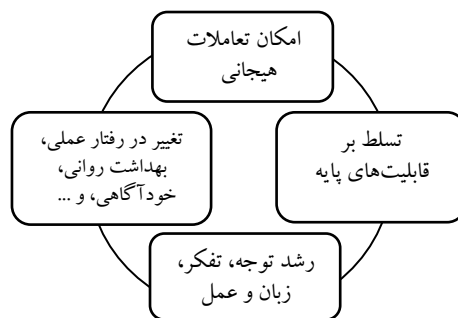 امکان تعاملات
هیجانی
تسلط بر
قابلیت‌های پایه
رشد توجه، تفکر،
زبان و عمل
تغییر در رفتار عملی،
بهداشت روانی،
خودآگاهی، و ...